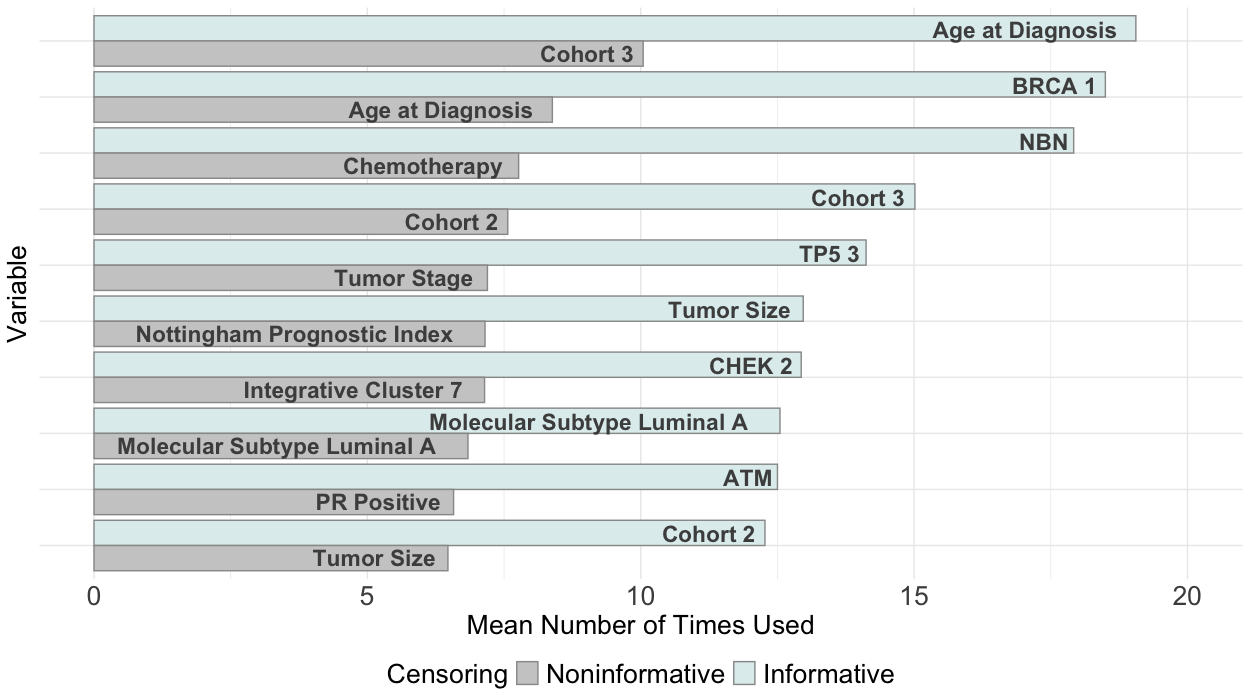 Age at Diagnosis
Cohort 3
BRCA 1
Age at Diagnosis
NBN
Chemotherapy
Cohort 3
Cohort 2
TP5 3
Tumor Stage
Tumor Size
Nottingham Prognostic Index
CHEK 2
Integrative Cluster 7
Molecular Subtype Luminal A
Molecular Subtype Luminal A
ATM
PR Positive
Cohort 2
Tumor Size
Variable
0 5 10 15 20
Mean Number of Times Used
Censoring Noninformative Informative